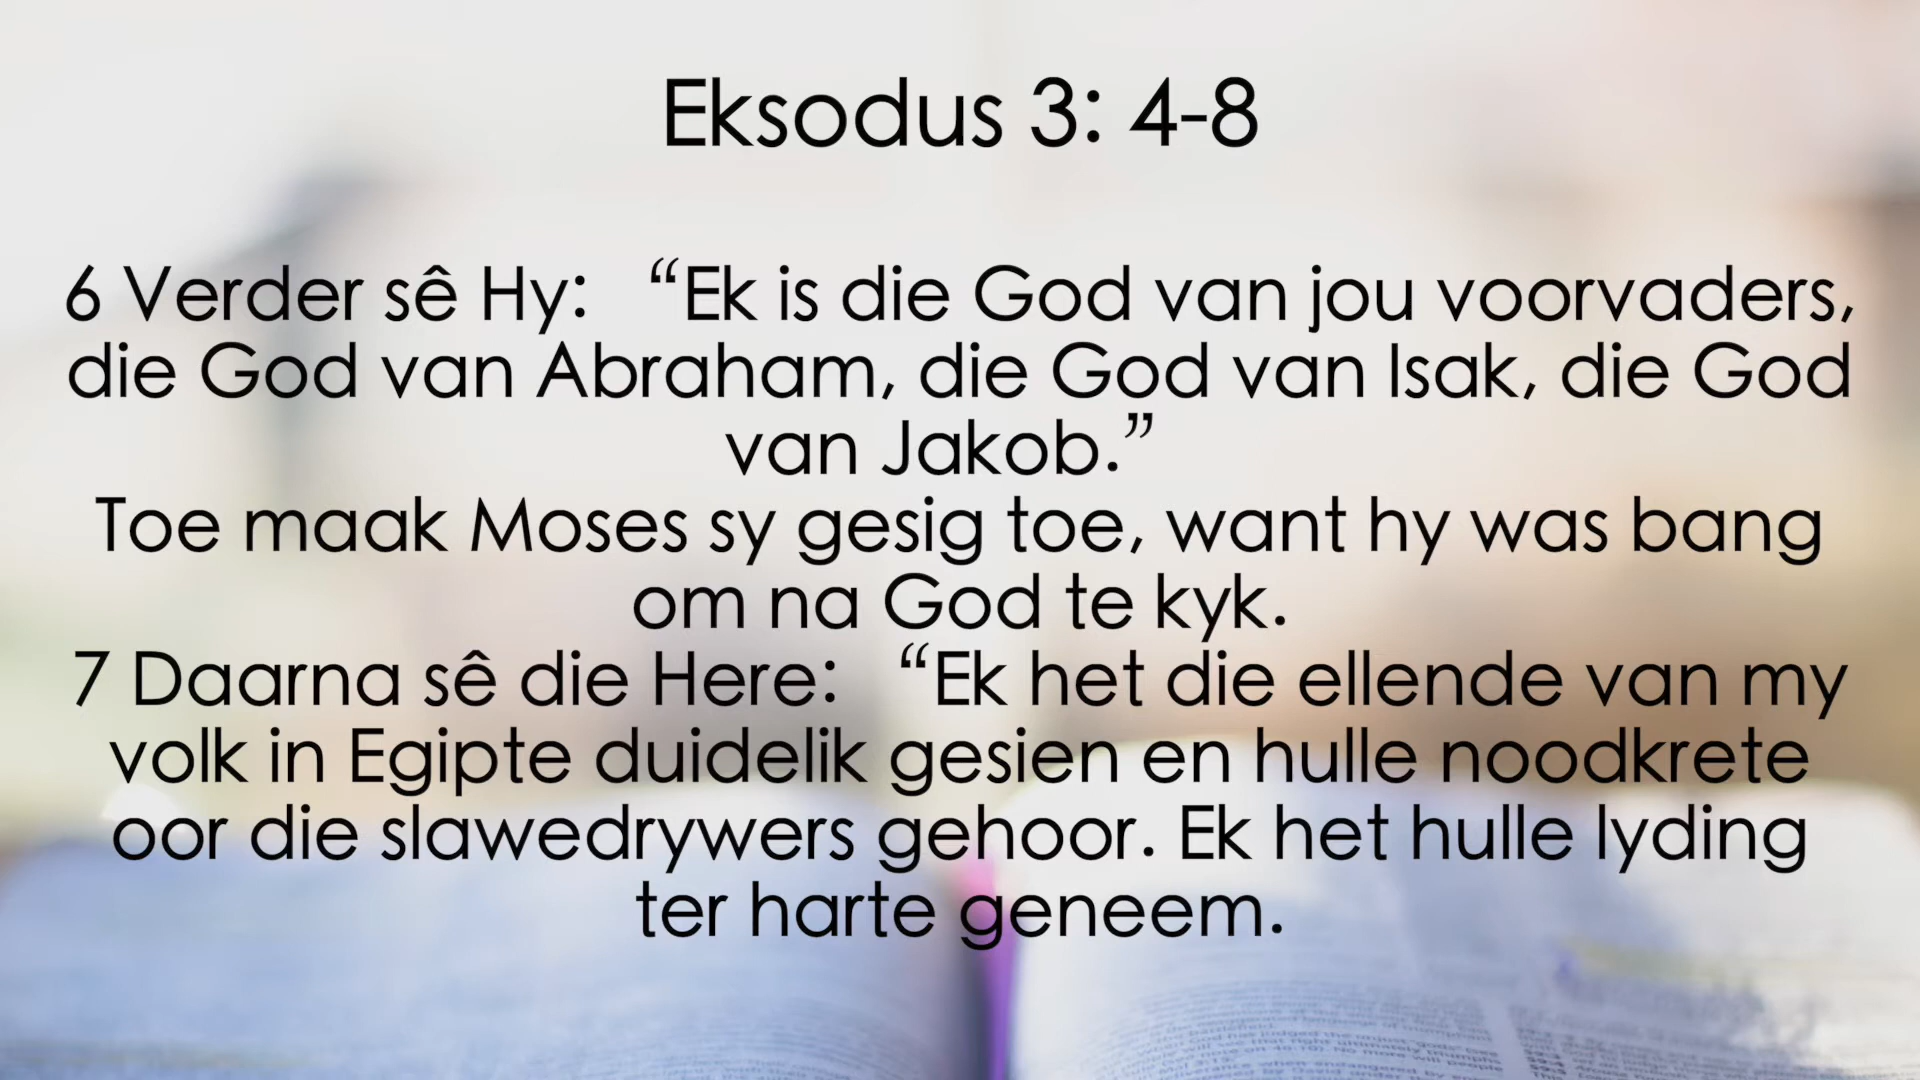 Eksodus 3: 4-8
6 Verder sê Hy: “Ek is die God van jou voorvaders,
die God van Abraham, die God van Isak, die God
van Jakob.”
Toe maak Moses sy gesig toe, want hy was bang
om na God te kyk.
7 Daarna sê die Here: “Ek het die ellende van my
volk in Egipte duidelik gesien en hulle noodkrete
oor die slawedrywers gehoor. Ek het hulle lyding
ter harte geneem.